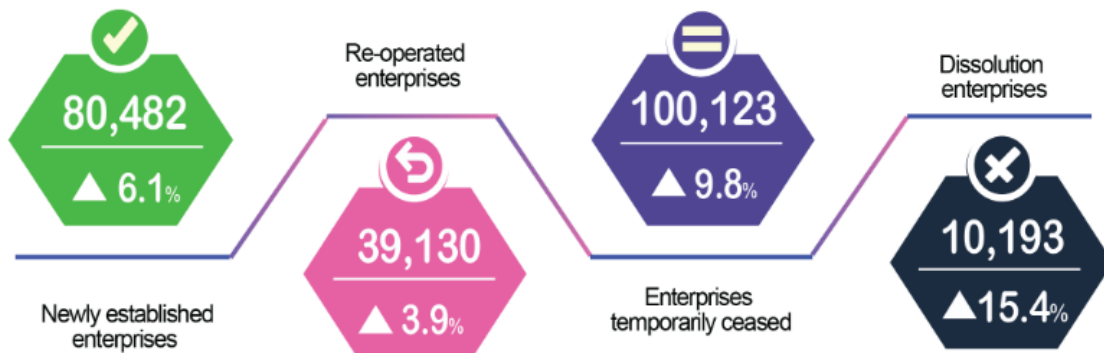 80,482
▲ 6.1%
Newly established
enterprises
Re-operated
enterprises
39,130
▲ 3.9%
100,123
▲ 9.8%
Enterprises
temporarily ceased
Dissolution
enterprises
10,193
▲15.4%